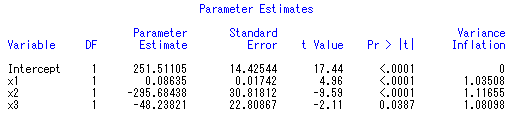 Parameter Estimates
Parameter Standard Variance
Variable DF Estimate Error t Value Pr > |t| Inflation
Intercept 1 251.51105 14.42544 17.44 <.0001 0
x1 1 0.08635 0.01742 4.96 <.0001 1.03508
x2 1 -295.68438 30.81812 -9.59 <.0001 1.11655
x3 1 -48.23821 22.80867 -2.11 0.0387 1.08098